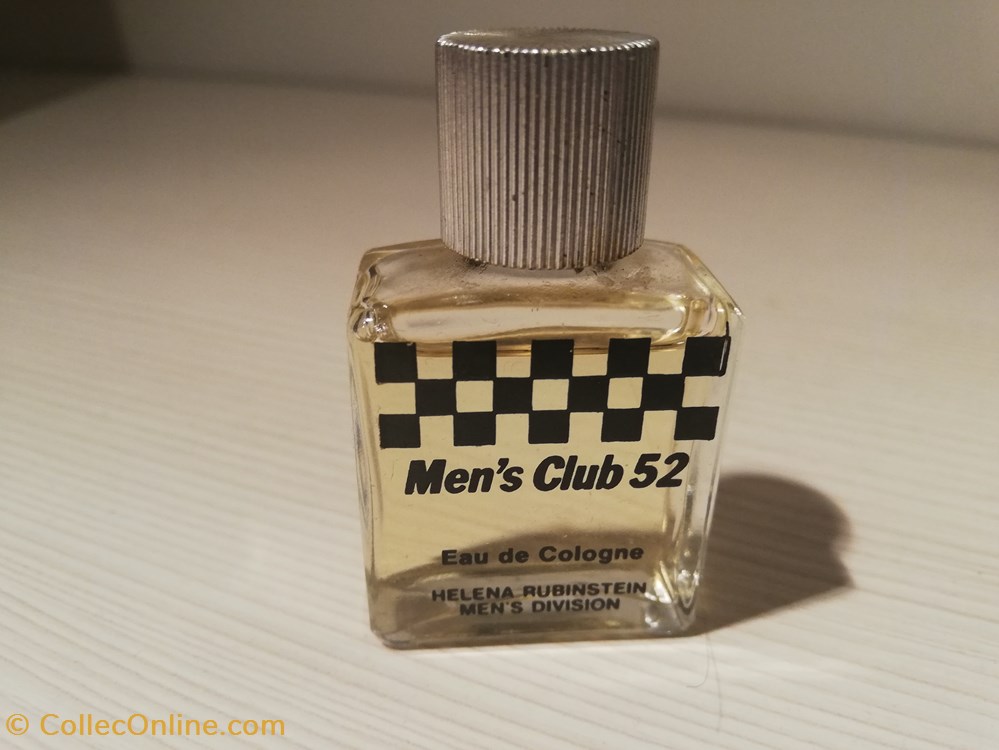 Men's Club 52
Eau de Cologne
HELENA RUBINSTEIN
MEN'S DIVISION
© CollecOnline.com